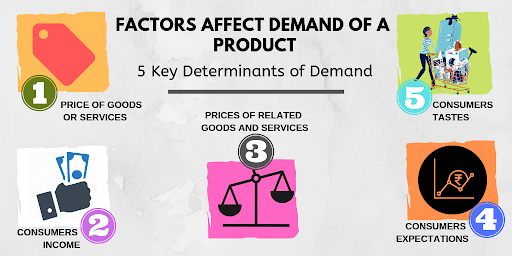 FACTORS AFFECT DEMAND OF A
PRODUCT
5 Key Determinants of Demand
1
PRICE OF GOODS
OR SERVICES
2
CONSUMERS
INCOME
PRICES OF RELATED
GOODS AND SERVICES
3
₹
4
CONSUMERS
EXPECTATIONS
5
CONSUMERS
TASTES